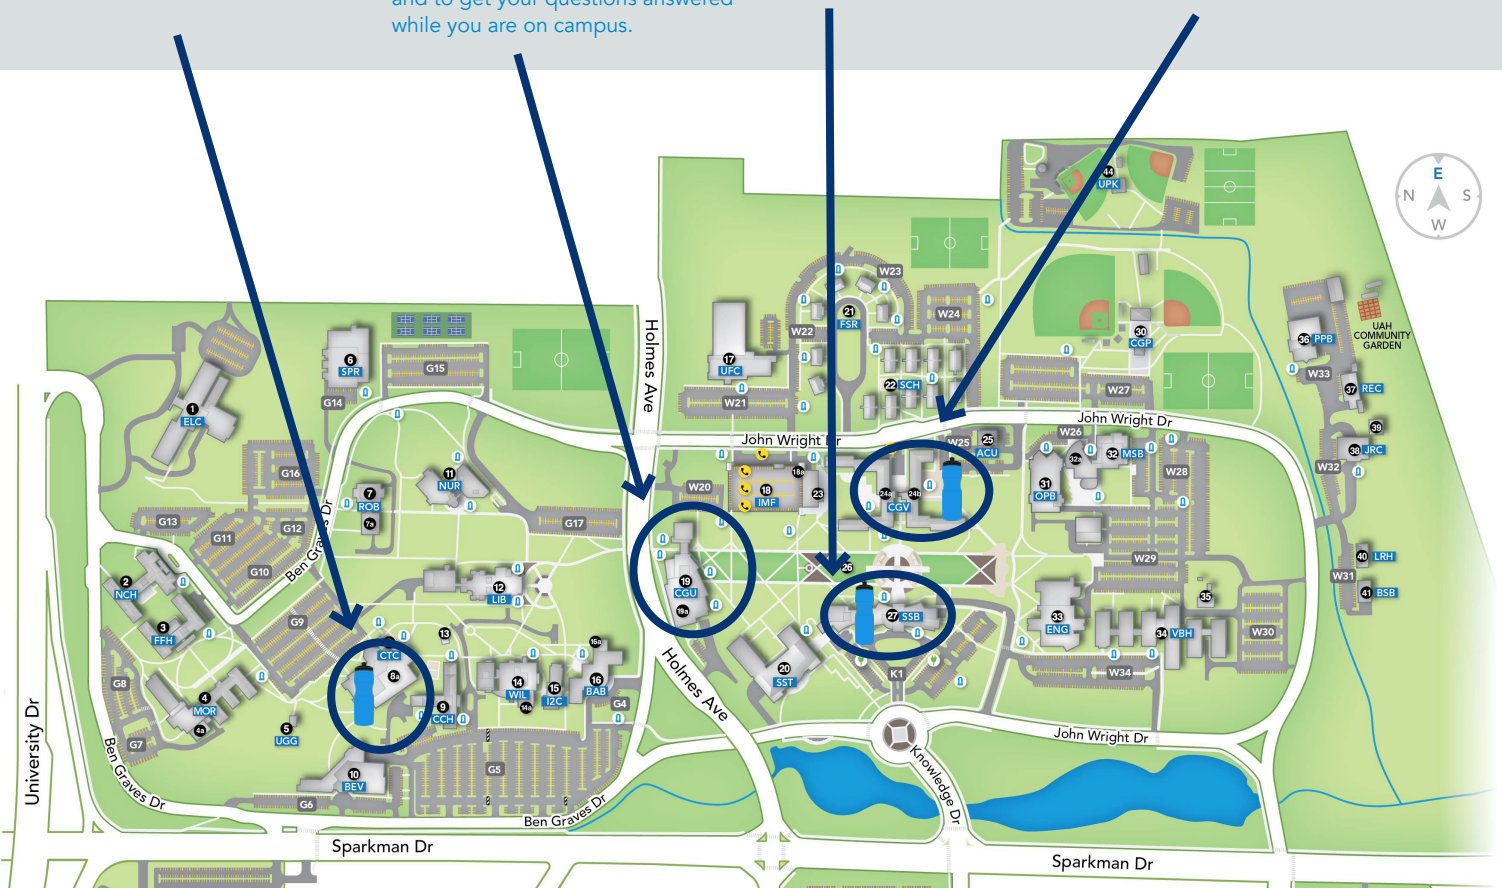 and to get your questions answered
while you are on campus.
E
N
S
W
44
UPK
W23
21
FSR
W24
W22
Holmes Ave
17
UFC
22 SCH
W21
30
CGP
W27
36 PPB
UAH
COMMUNITY
GARDEN
W33
37 REC
39
38 JRC
W32
6
SPR
G15
G14
1
ELC
John Wright Dr
John Wright Dr
W25
25
ACU
W26
32a
32 MSB
W28
31
OPB
G16
11
NUR
7
ROB
7a
G13
G12
G11
G10
Ben Graves Dr
G17
W20
18a
18
IMF
23
24a
24b
CGV
W29
40 LRH
W31
41 BSB
2
NCH
3
FFH
12
LIB
19
CGU
19a
26
27 SSB
35
33
ENG
34 VBH
W30
G9
13
CTC
8a
16a
14
WIL
14a
15
I2C
16
BAB
G4
20
SST
K1
W34
G8
4
MOR
4a
5
UGG
9
CCH
G7
Holmes Ave
University Dr
Ben Graves Dr
10
BEV
G5
G6
Ben Graves Dr
John Wright Dr
Knowledge Dr
Sparkman Dr
Sparkman Dr